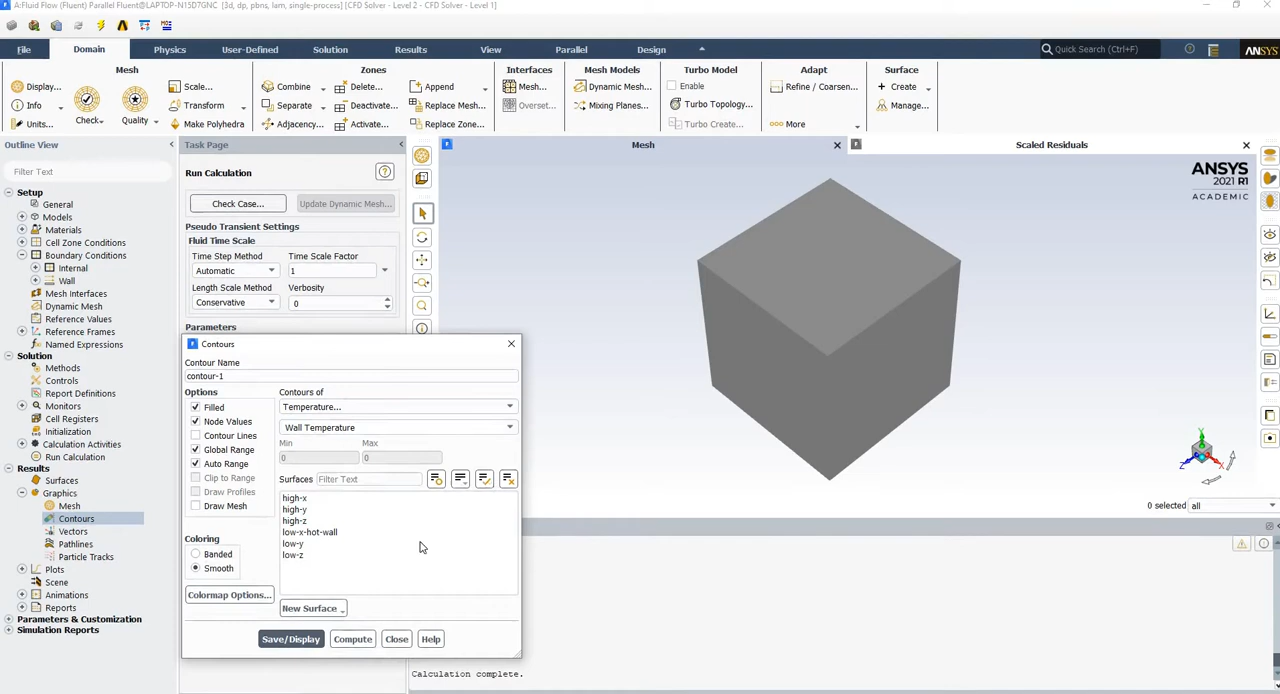 A:Fluid Flow (Fluent) Parallel Fluent@LAPTOP-N15D7GNC [3d, dp, pbns, lam, single-process] [CFD Solver - Level 2 - CFD Solver - Level 1]
File Domain Physics User-Defined Solution Results View Parallel Design Quick Search (Ctrl+F) ANSYS
Mesh Zones Interfaces Mesh Models Turbo Model Adapt Surface
Display... Scale... Combine Delete... Append Mesh... Dynamic Mesh... Enable Refine / Coarsen... Create
Info Check Quality Transform Separate Deactivate... Replace Mesh... Overset... Mixing Planes... Turbo Topology... Manage...
Units... Make Polyhedra Adjacency... Activate... Replace Zone... Turbo Create... More
Outline View
Filter Text
Setup
General
Models
Materials
Cell Zone Conditions
Boundary Conditions
Internal
Wall
Mesh Interfaces
Dynamic Mesh
Reference Values
Reference Frames
Named Expressions
Solution
Methods
Controls
Report Definitions
Monitors
Cell Registers
Initialization
Calculation Activities
Run Calculation
Results
Surfaces
Graphics
Mesh
Contours
Vectors
Pathlines
Particle Tracks
Plots
Scene
Animations
Reports
Parameters & Customization
Simulation Reports
Task Page
Run Calculation
Check Case... Update Dynamic Mesh...
Pseudo Transient Settings
Fluid Time Scale
Time Step Method Time Scale Factor
Automatic 1
Length Scale Method Verbosity
Conservative 0
Parameters
Contours
Contour Name
contour-1
Options
Filled
Node Values
Contour Lines
Global Range
Auto Range
Clip to Range
Draw Profiles
Draw Mesh
Coloring
Banded
Smooth
Colormap Options...
Contours of
Temperature...
Wall Temperature
Min Max
0 0
Surfaces Filter Text
high-x
high-y
high-z
low-x-hot-wall
low-y
low-z
New Surface
Save/Display Compute Close Help
Mesh
Scaled Residuals
ANSYS
2021 R1
ACADEMIC
Y
Z X
0 selected all
Calculation complete.